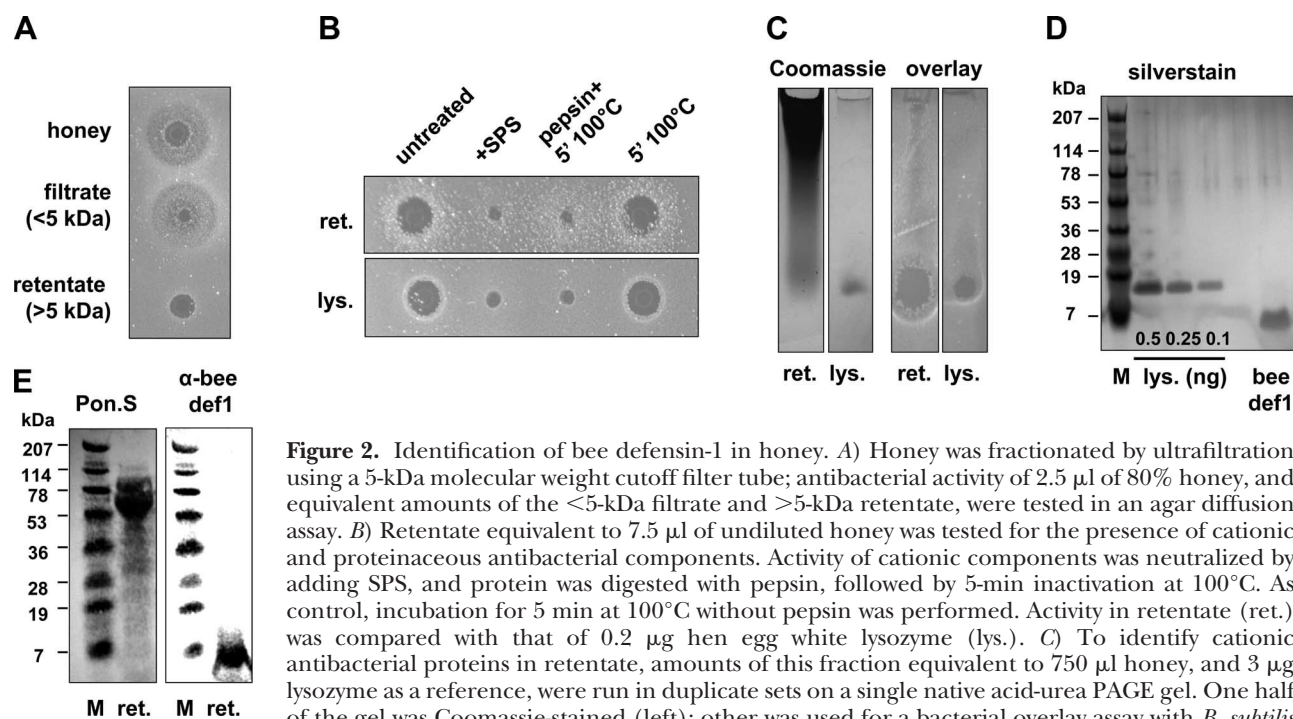 A
honey
filtrate
(<5 kDa)
retentate
(>5 kDa)
B
untreated
+SPS
pepsin+
5' 100°C
5' 100°C
ret.
lys.
C
Coomassie overlay
ret. lys. ret. lys.
D
silverstain
kDa
207
114
78
53
36
28
19
7
0.5 0.25 0.1
M lys. (ng) bee
def1
E
Pon.S α-bee
def1
kDa
207
114
78
53
36
28
19
7
M ret. M ret.
Figure 2. Identification of bee defensin-1 in honey. A) Honey was fractionated by ultrafiltration
using a 5-kDa molecular weight cutoff filter tube; antibacterial activity of 2.5 μl of 80% honey, and
equivalent amounts of the <5-kDa filtrate and >5-kDa retentate, were tested in an agar diffusion
assay. B) Retentate equivalent to 7.5 μl of undiluted honey was tested for the presence of cationic
and proteinaceous antibacterial components. Activity of cationic components was neutralized by
adding SPS, and protein was digested with pepsin, followed by 5-min inactivation at 100°C. As
control, incubation for 5 min at 100°C without pepsin was performed. Activity in retentate (ret.)
was compared with that of 0.2 μg hen egg white lysozyme (lys.). C) To identify cationic
antibacterial proteins in retentate, amounts of this fraction equivalent to 750 μl honey, and 3 μg
lysozyme as a reference, were run in duplicate sets on a single native acid-urea PAGE gel. One half
of the gel was Coomassie-stained (left); other was used for a bacterial overlay assay with B. subtilis